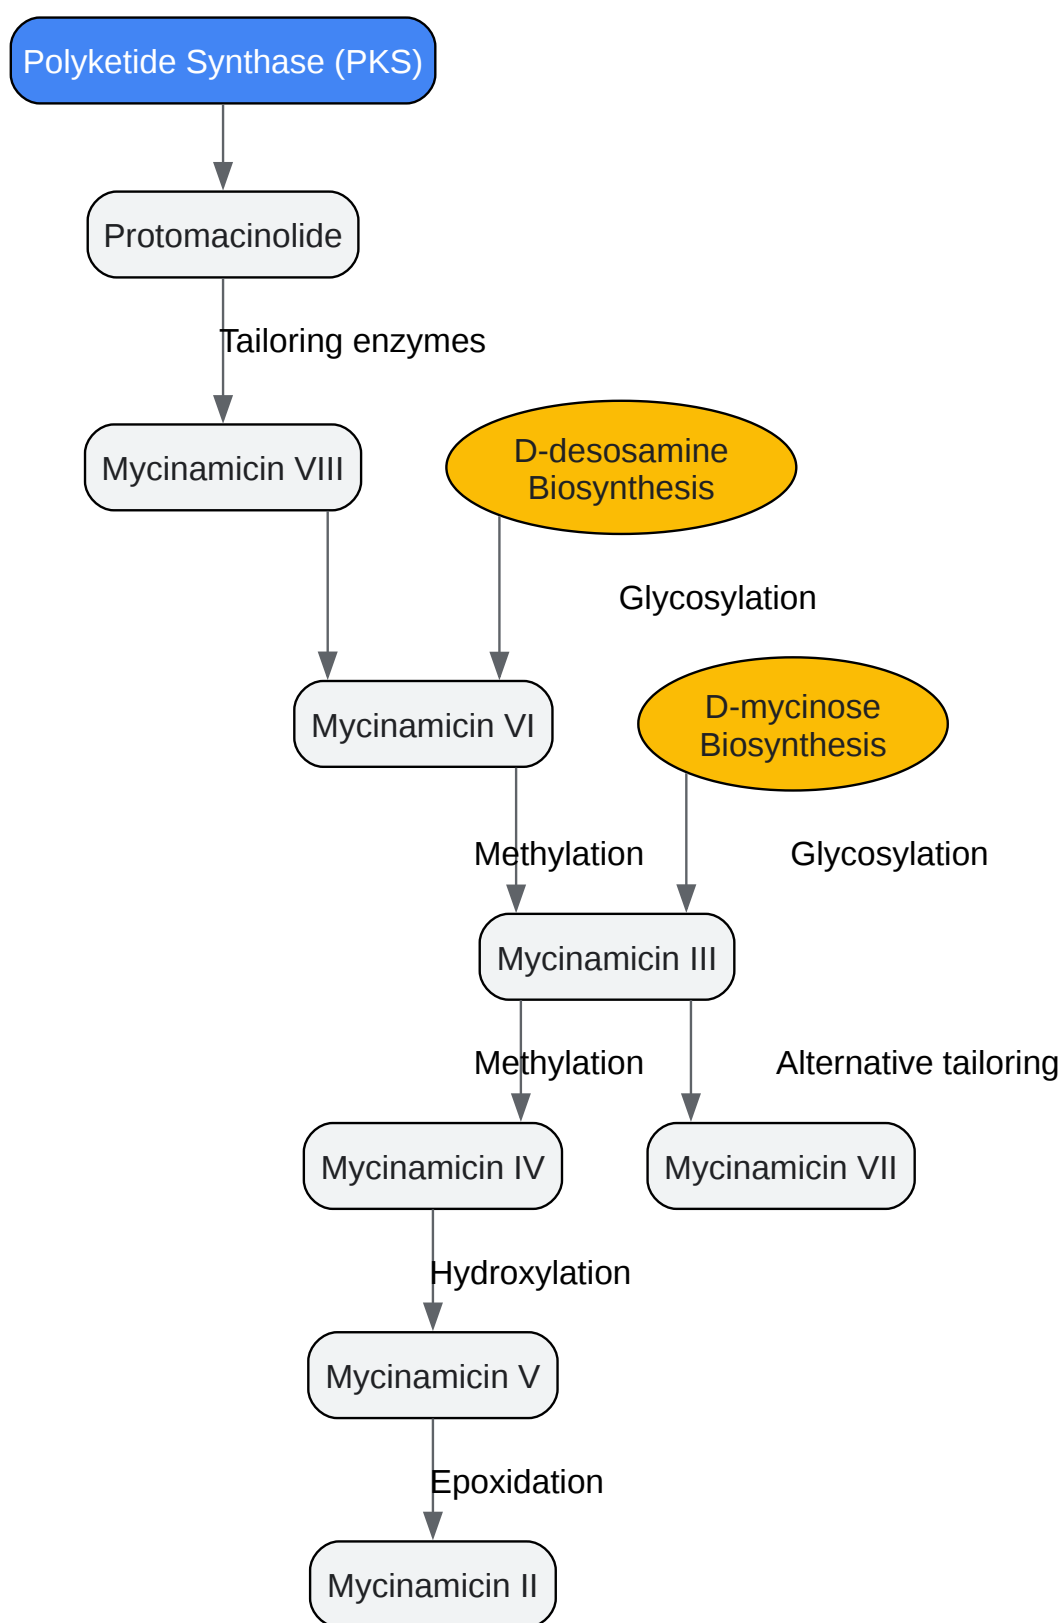 Polyketide Synthase (PKS)
Protomacinolide
Tailoring enzymes
Mycinamicin VIII
D-desosamine
Biosynthesis
Glycosylation
Mycinamicin VI
D-mycinose
Biosynthesis
Methylation
Glycosylation
Mycinamicin III
Methylation
Alternative tailoring
Mycinamicin IV
Mycinamicin VII
Hydroxylation
Mycinamicin V
Epoxidation
Mycinamicin II